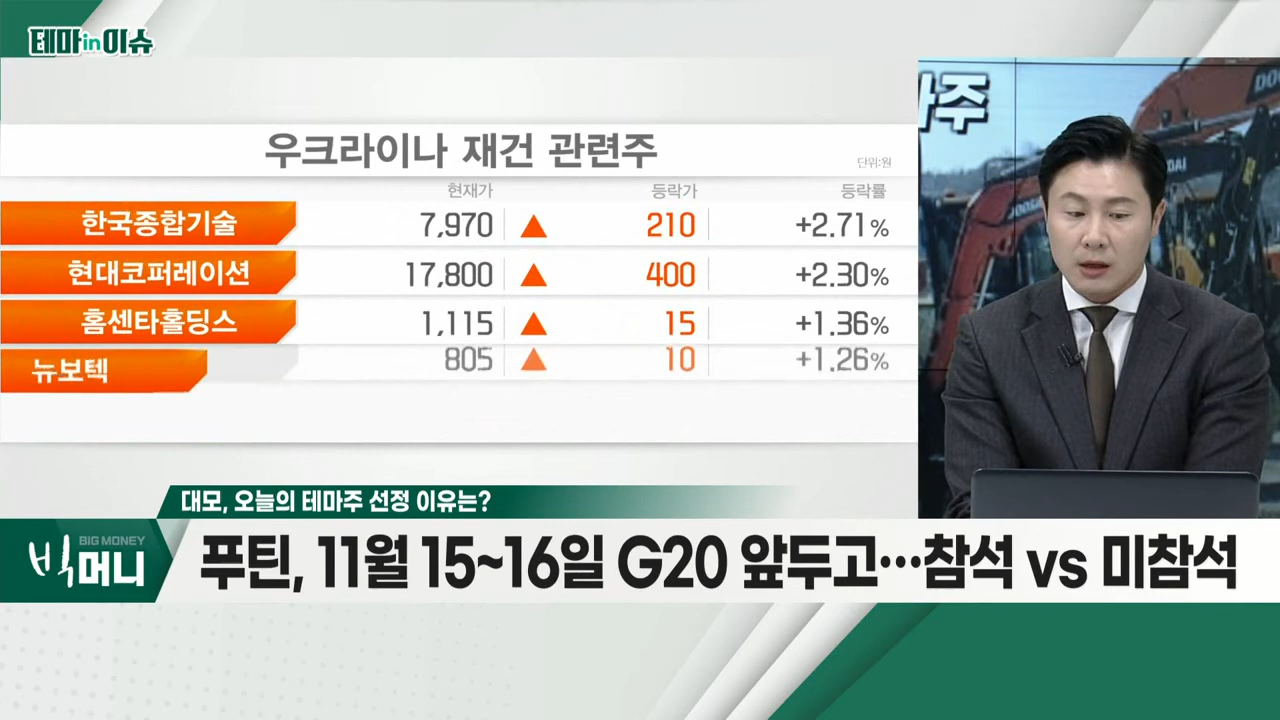 테마in이슈
우크라이나 재건 관련주
단위:원
현재가 등락가 등락률
한국종합기술 7,970 ▲ 210 +2.71%
현대코퍼레이션 17,800 ▲ 400 +2.30%
홈센타홀딩스 1,115 ▲ 15 +1.36%
뉴보텍 805 ▲ 10 +1.26%
주
대모, 오늘의 테마주 선정 이유는?
BIG MONEY
빅머니
푸틴, 11월 15~16일 G20 앞두고…참석 vs 미참석